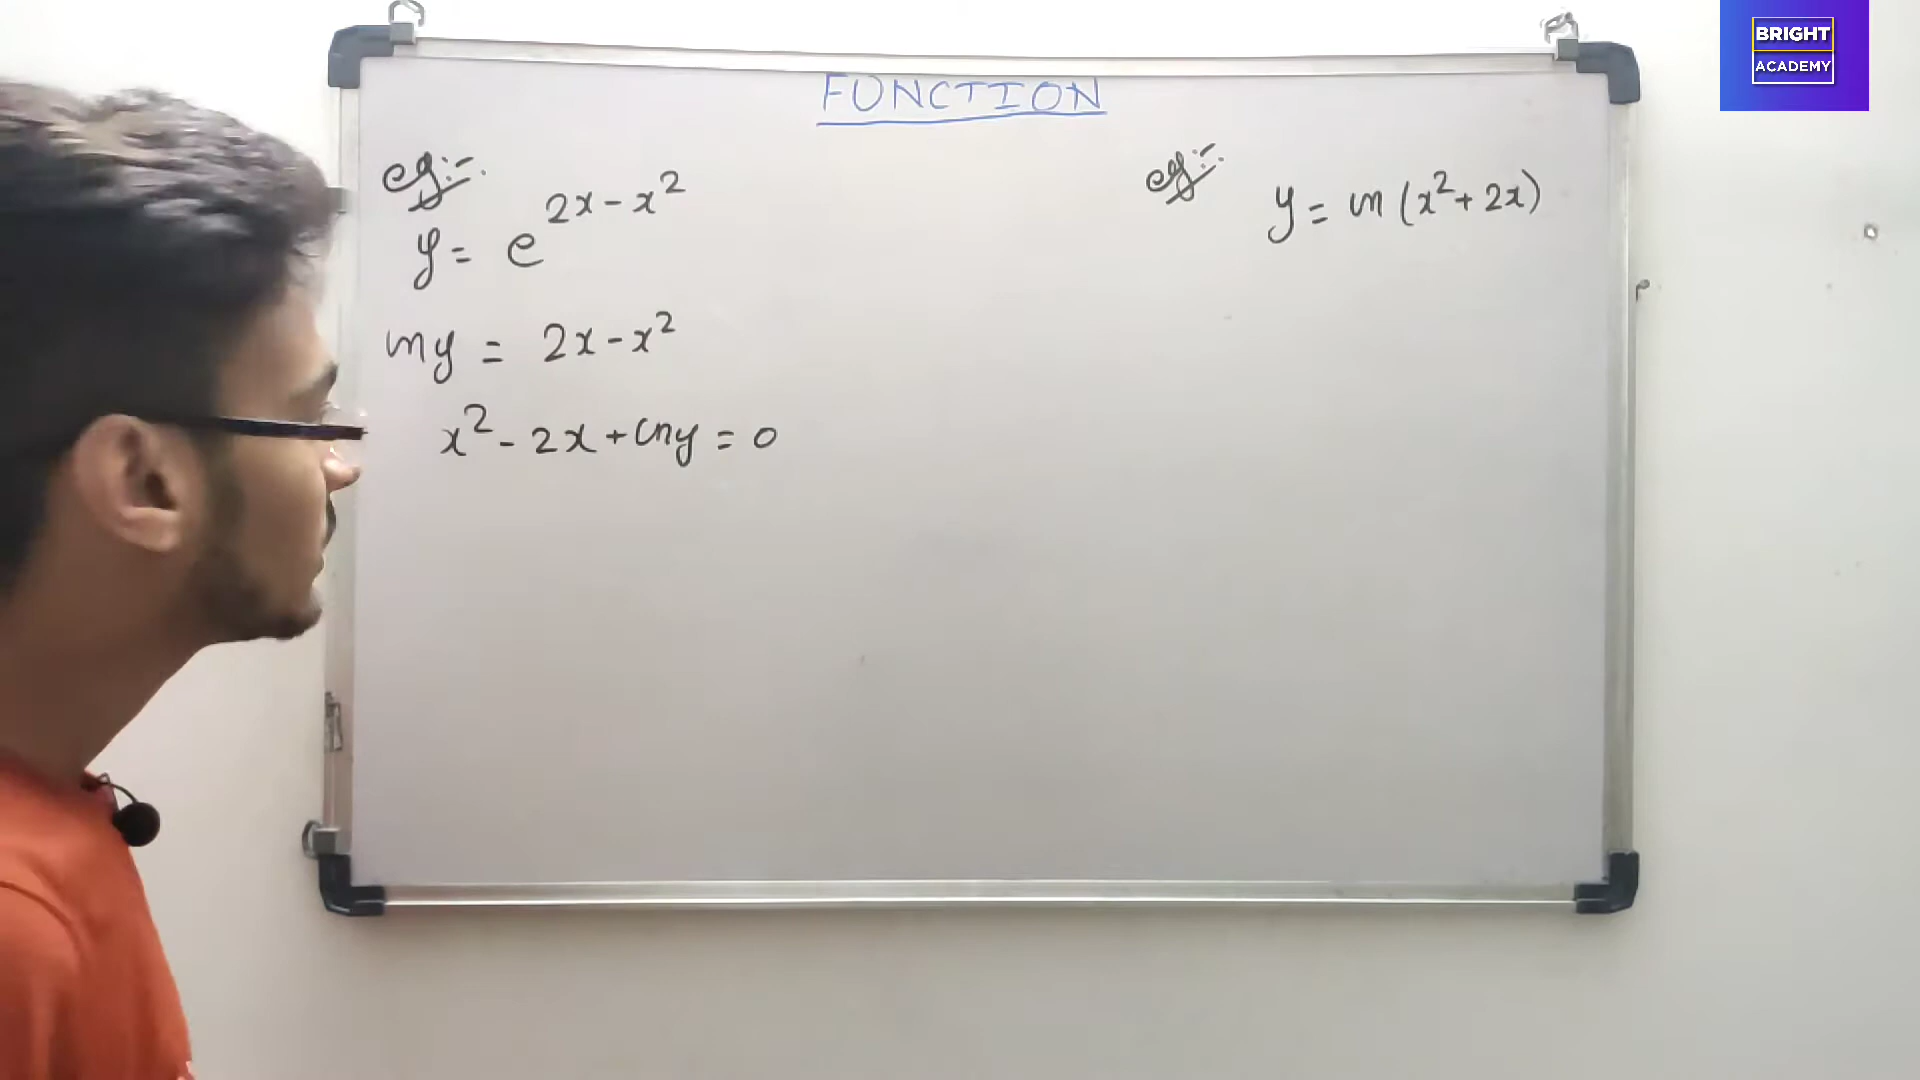 FUNCTION
eg:-
y = e^{2x - x^2}
ln y = 2x - x^2
x^2 - 2x + ln y = 0
eg:-
y = ln (x^2 + 2x)
BRIGHT
ACADEMY